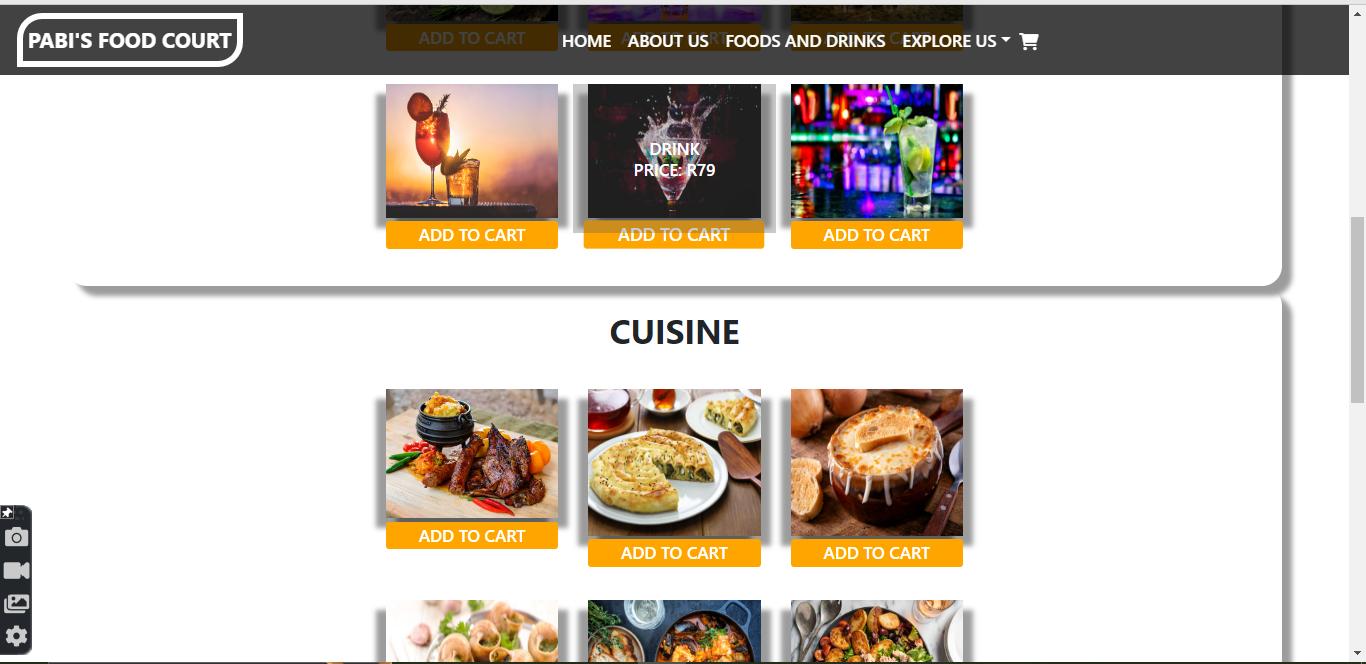 PABI'S FOOD COURT
HOME ABOUT US FOODS AND DRINKS EXPLORE US
ADD TO CART
DRINK
PRICE: R79
ADD TO CART ADD TO CART ADD TO CART
CUISINE
ADD TO CART ADD TO CART ADD TO CART